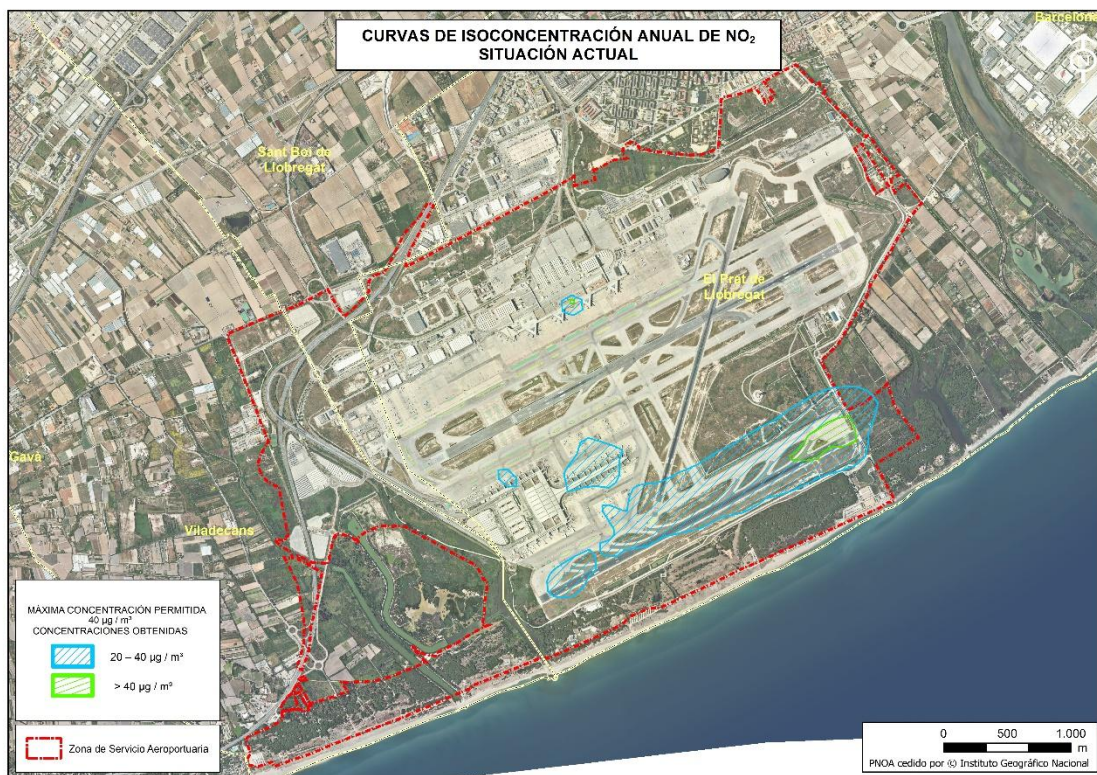 CURVAS DE ISOCONCENTRACIÓN ANUAL DE NO₂
SITUACIÓN ACTUAL
Barcelona
Sant Boi de
Llobregat
El Prat de
Llobregat
Gavà
Viladecans
MÁXIMA CONCENTRACIÓN PERMITIDA
40 µg / m³
CONCENTRACIONES OBTENIDAS
20 – 40 µg / m³
> 40 µg / m³
Zona de Servicio Aeroportuaria
0 500 1.000
m
PNOA cedido por © Instituto Geográfico Nacional